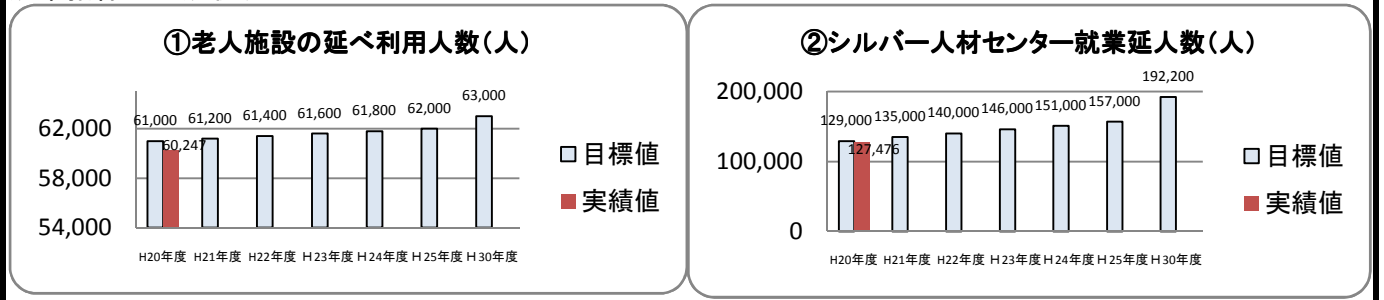 ①老人施設の延べ利用人数(人)
61,000 61,200 61,400 61,600 61,800 62,000 63,000
60,247
62,000
58,000
54,000
H20年度 H21年度 H22年度 H23年度 H24年度 H25年度 H30年度
目標値
実績値
②シルバー人材センター就業延人数(人)
129,000 135,000 140,000 146,000 151,000 157,000 192,200
127,476
200,000
100,000
0
H20年度 H21年度 H22年度 H23年度 H24年度 H25年度 H30年度
目標値
実績値